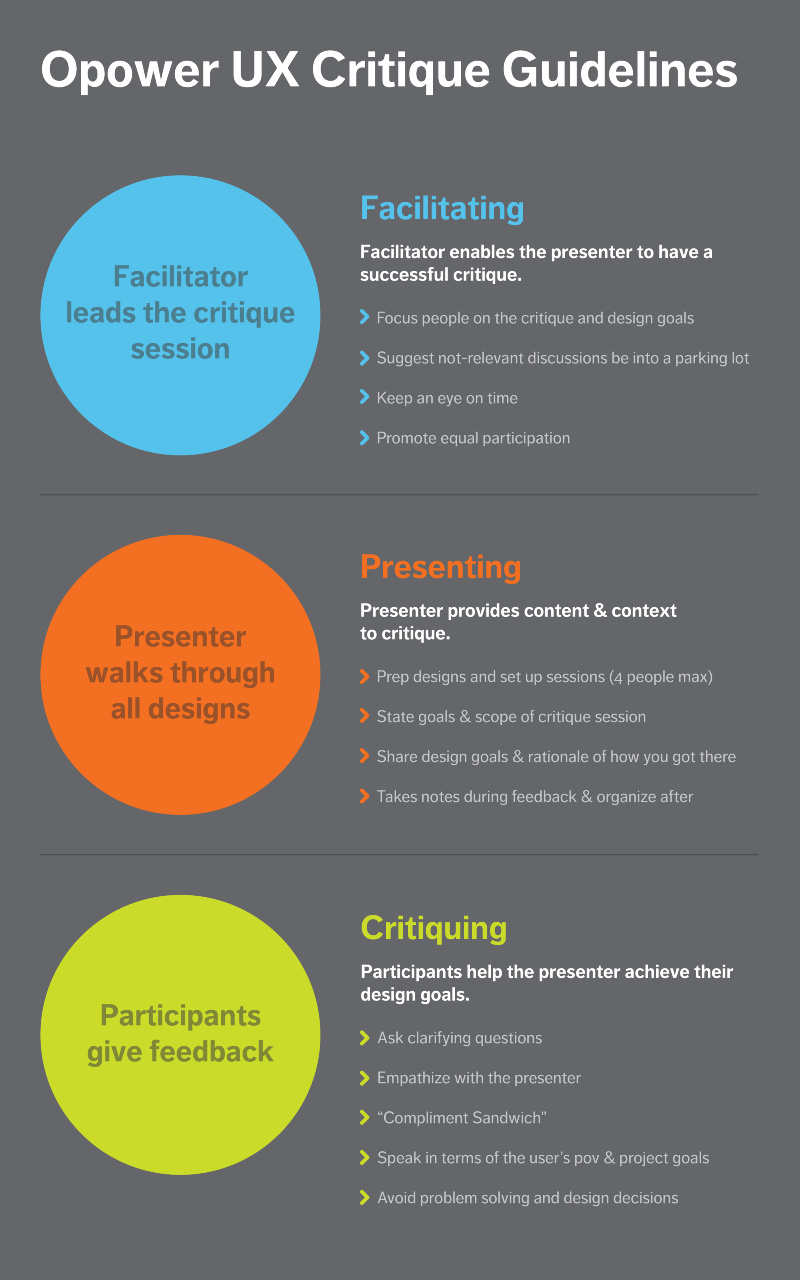 Opower UX Critique Guidelines
Facilitator
leads the critique
session
Facilitating
Facilitator enables the presenter to have a
successful critique.
Focus people on the critique and design goals
Suggest not-relevant discussions be into a parking lot
Keep an eye on time
Promote equal participation
Presenter
walks through
all designs
Presenting
Presenter provides content & context
to critique.
Prep designs and set up sessions (4 people max)
State goals & scope of critique session
Share design goals & rationale of how you got there
Takes notes during feedback & organize after
Participants
give feedback
Critiquing
Participants help the presenter achieve their
design goals.
Ask clarifying questions
Empathize with the presenter
“Compliment Sandwich”
Speak in terms of the user’s pov & project goals
Avoid problem solving and design decisions